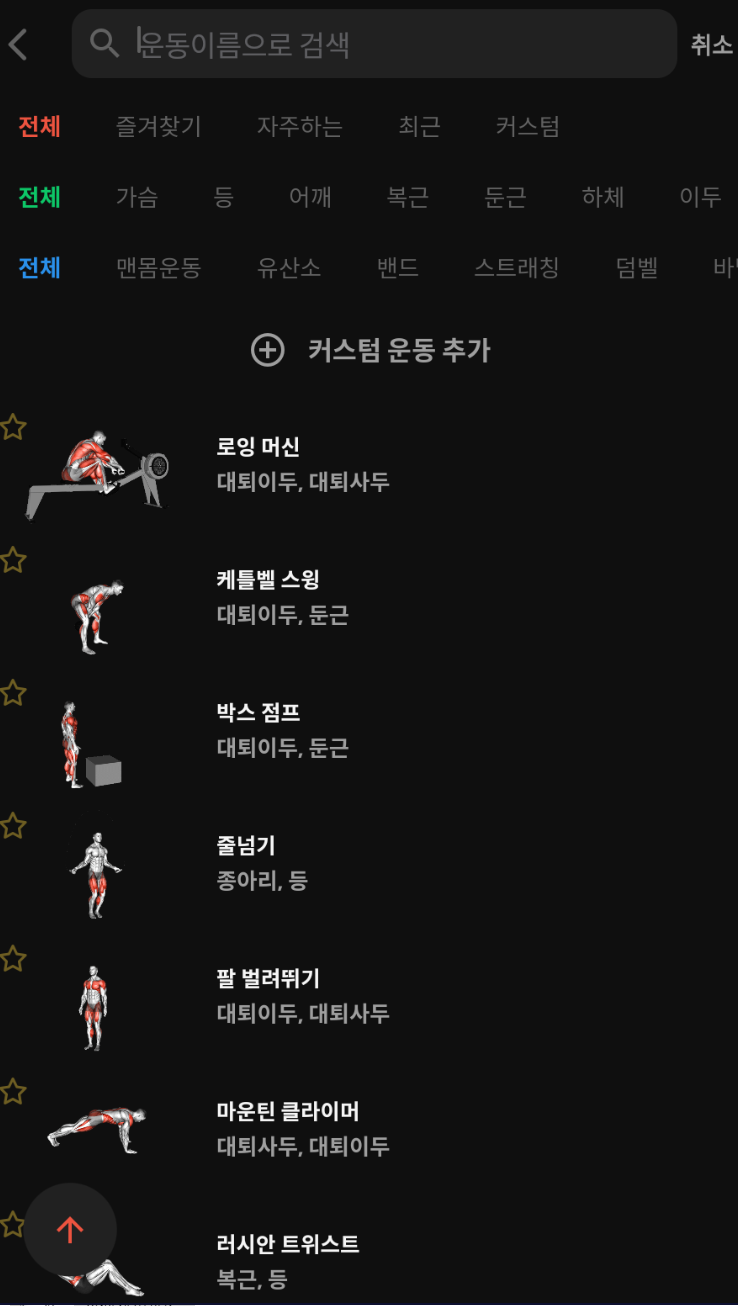 운동이름으로 검색
취소
전체 즐겨찾기 자주하는 최근 커스텀
전체 가슴 등 어깨 복근 둔근 하체 이두
전체 맨몸운동 유산소 밴드 스트래칭 덤벨
커스텀 운동 추가
로잉 머신
대퇴이두, 대퇴사두
케틀벨 스윙
대퇴이두, 둔근
박스 점프
대퇴이두, 둔근
줄넘기
종아리, 등
팔 벌려뛰기
대퇴이두, 대퇴사두
마운틴 클라이머
대퇴사두, 대퇴이두
러시안 트위스트
복근, 등